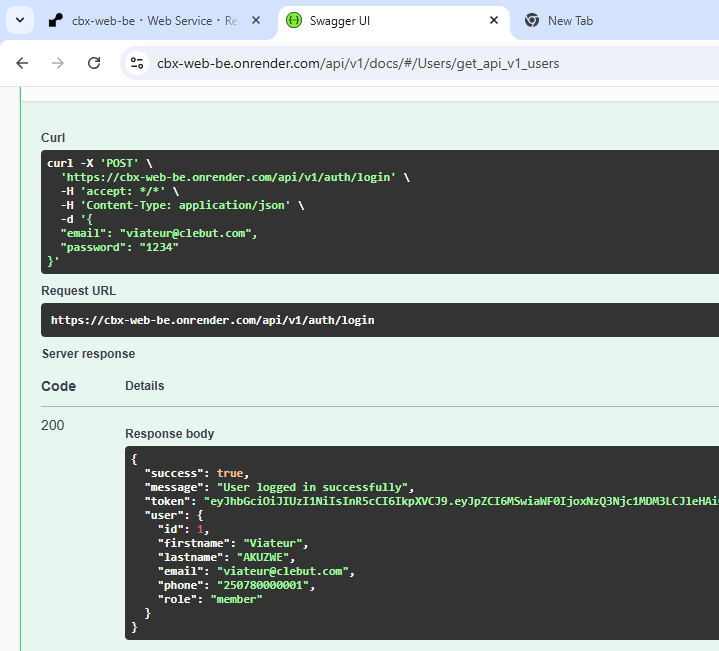 cbx-web-be · Web Service · Re
Swagger UI
New Tab
cbx-web-be.onrender.com/api/v1/docs/#/Users/get_api_v1_users
Curl
curl -X 'POST' \
'https://cbx-web-be.onrender.com/api/v1/auth/login' \
-H 'accept: */*' \
-H 'Content-Type: application/json' \
-d '{
"email": "viateur@clebut.com",
"password": "1234"
}'
Request URL
https://cbx-web-be.onrender.com/api/v1/auth/login
Server response
Code Details
200
Response body
{
"success": true,
"message": "User logged in successfully",
"token": "eyJhbGciOiJIUzI1NiIsInR5cCI6IkpXVCJ9.eyJpZCI6MSwiaWF0IjoxNzQ3Njc1MDM3LCJleHAi
"user": {
"id": 1,
"firstname": "Viateur",
"lastname": "AKUZWE",
"email": "viateur@clebut.com",
"phone": "250780000001",
"role": "member"
}
}